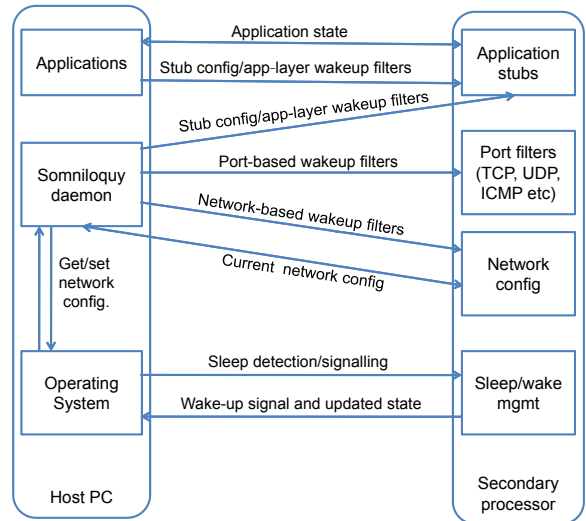 Application state
Applications
Stub config/app-layer wakeup filters
Application
stubs
Stub config/app-layer wakeup filters
Somniloquy
daemon
Port-based wakeup filters
Port filters
(TCP, UDP,
ICMP etc)
Network-based wakeup filters
Current network config
Network
config
Get/set
network
config.
Operating
System
Sleep detection/signalling
Wake-up signal and updated state
Sleep/wake
mgmt
Host PC
Secondary
processor